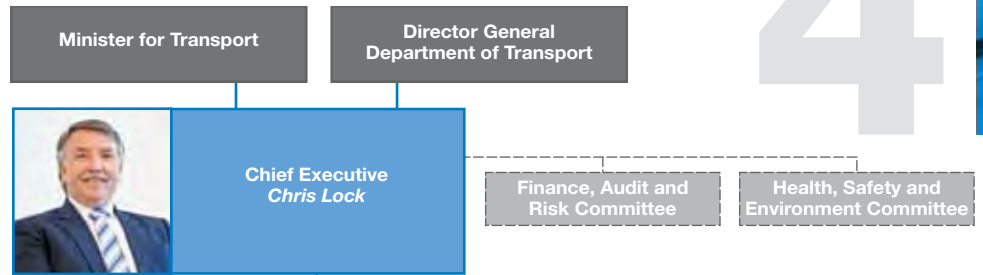 Minister for Transport
Director General
Department of Transport
4
Chief Executive
Chris Lock
Finance, Audit and
Risk Committee
Health, Safety and
Environment Committee